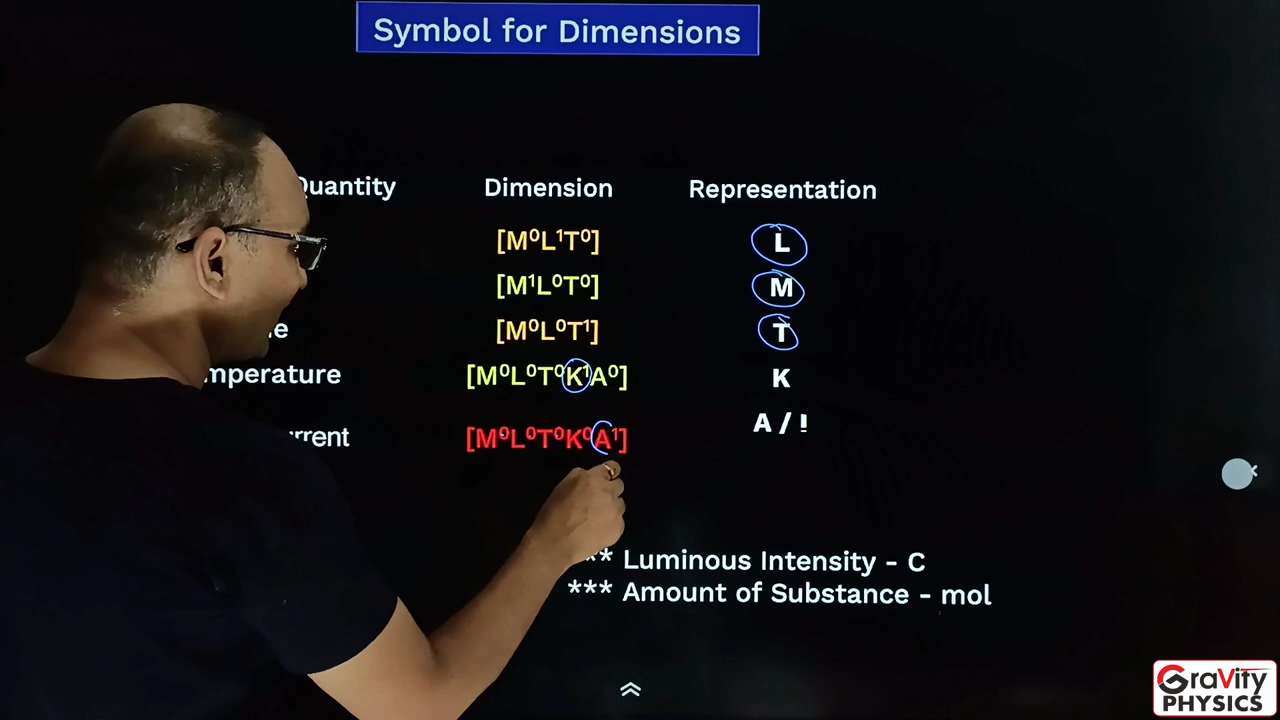 Symbol for Dimensions
Quantity Dimension Representation
[M⁰L¹T⁰] L
[M¹L⁰T⁰] M
[M⁰L⁰T¹] T
mperature [M⁰L⁰T⁰K¹A⁰] K
rrent [M⁰L⁰T⁰K⁰A¹] A / !
** Luminous Intensity - C
*** Amount of Substance - mol
GraVity
PHYSICS